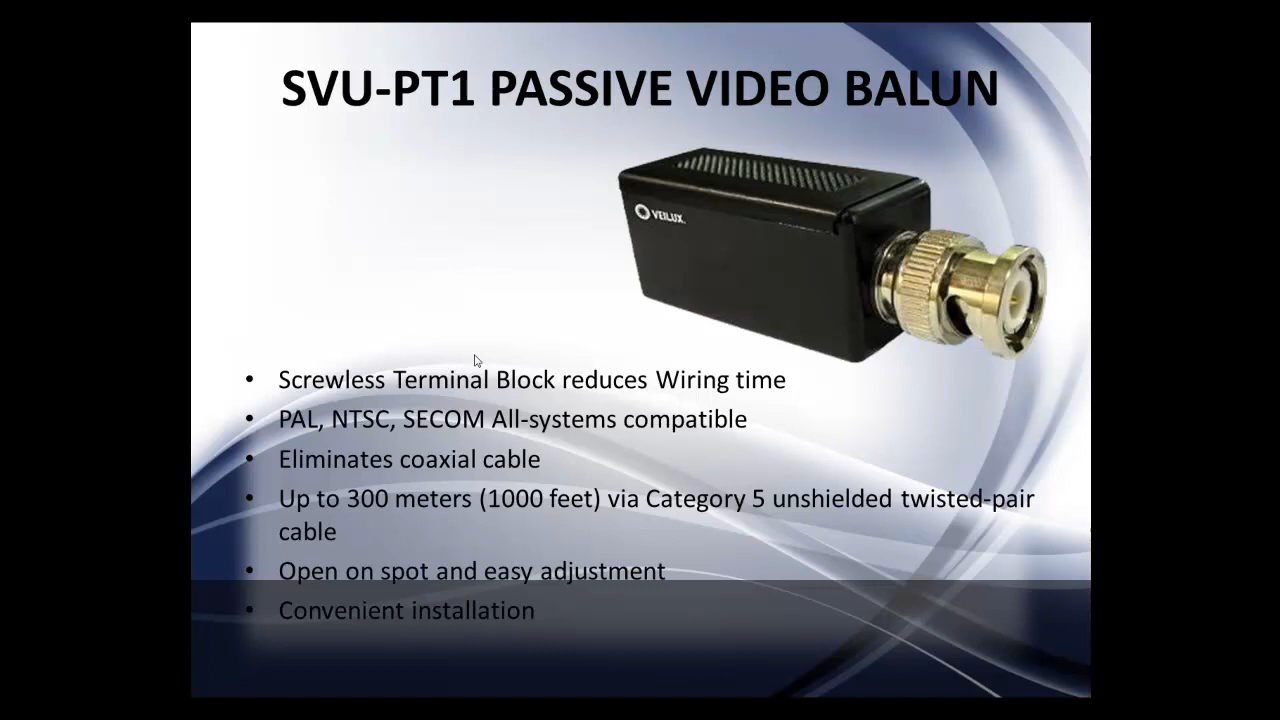 SVU-PT1 PASSIVE VIDEO BALUN
VEILUX.
• Screwless Terminal Block reduces Wiring time
• PAL, NTSC, SECOM All-systems compatible
• Eliminates coaxial cable
• Up to 300 meters (1000 feet) via Category 5 unshielded twisted-pair
cable
• Open on spot and easy adjustment
• Convenient installation